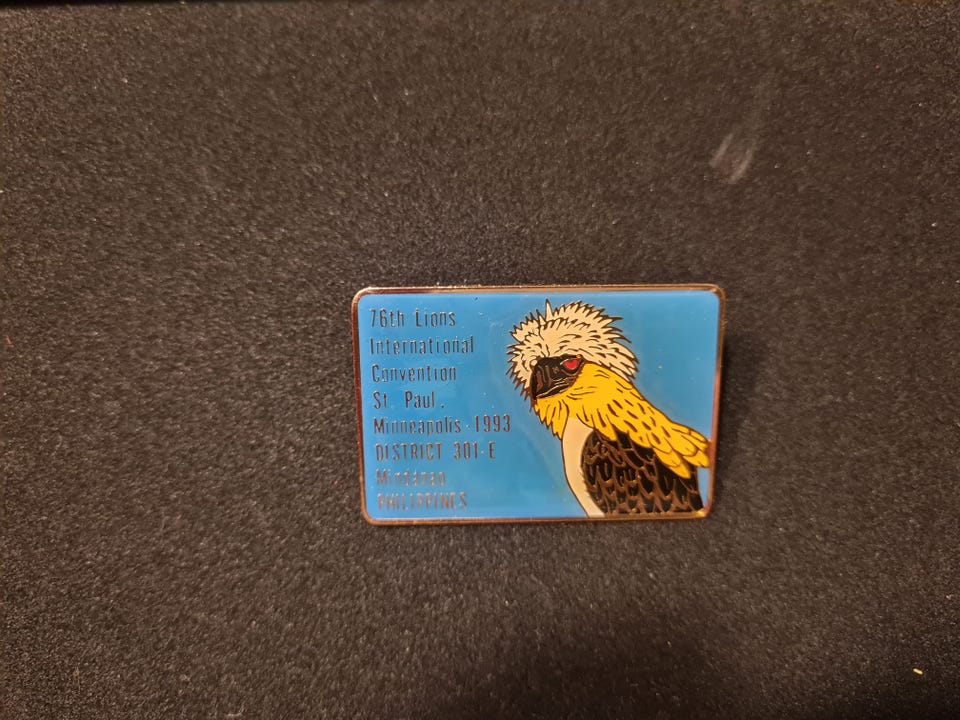 76th Lions
International
Convention
St. Paul,
Minneapolis - 1993
DISTRICT 301-E
Mindanao
PHILIPPINES